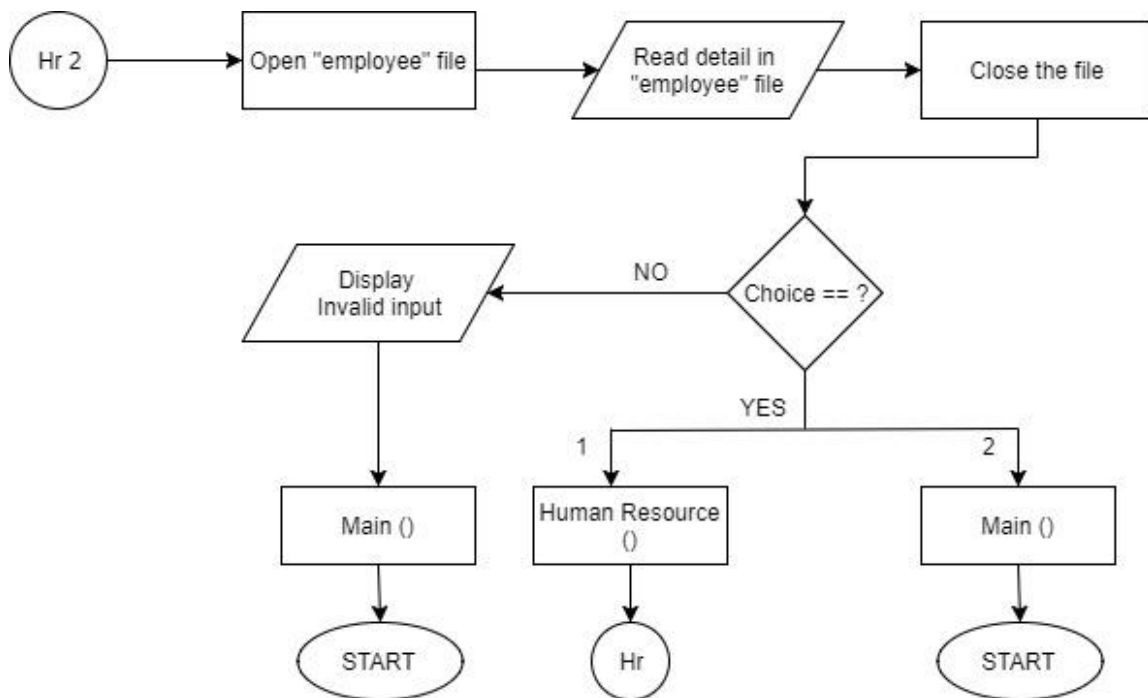 Hr 2
Open "employee" file
Read detail in
"employee" file
Close the file
Choice == ?
NO
Display
Invalid input
YES
1
2
Main ()
Human Resource
()
Main ()
START
Hr
START